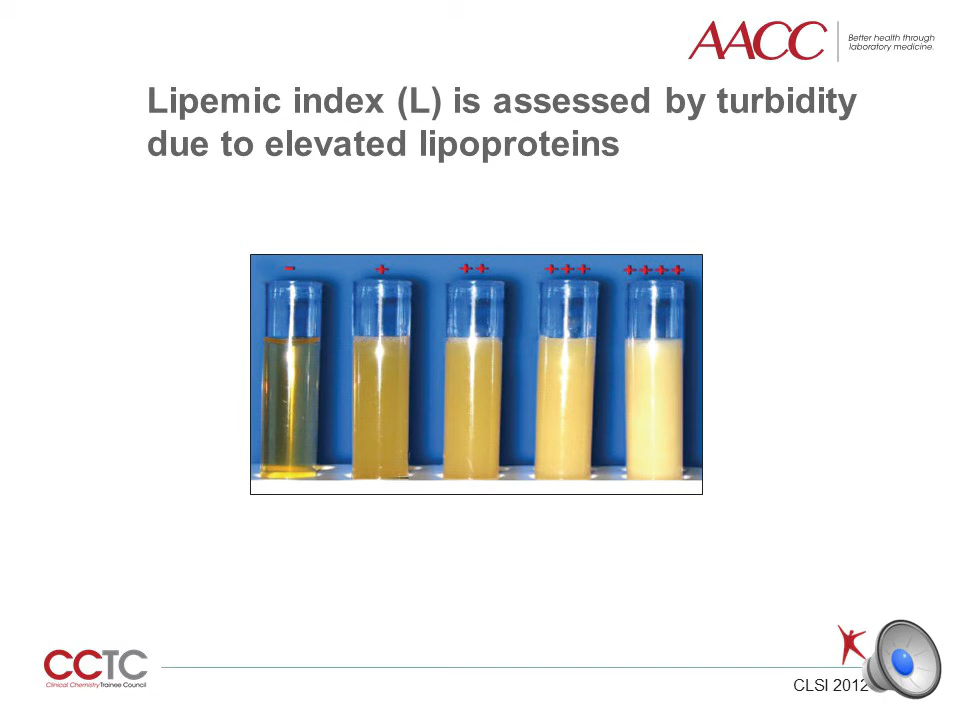 AACC
Better health through
laboratory medicine.
Lipemic index (L) is assessed by turbidity
due to elevated lipoproteins
- + ++ +++ ++++
CCTC
Clinical Chemistry Trainee Council
CLSI 2012